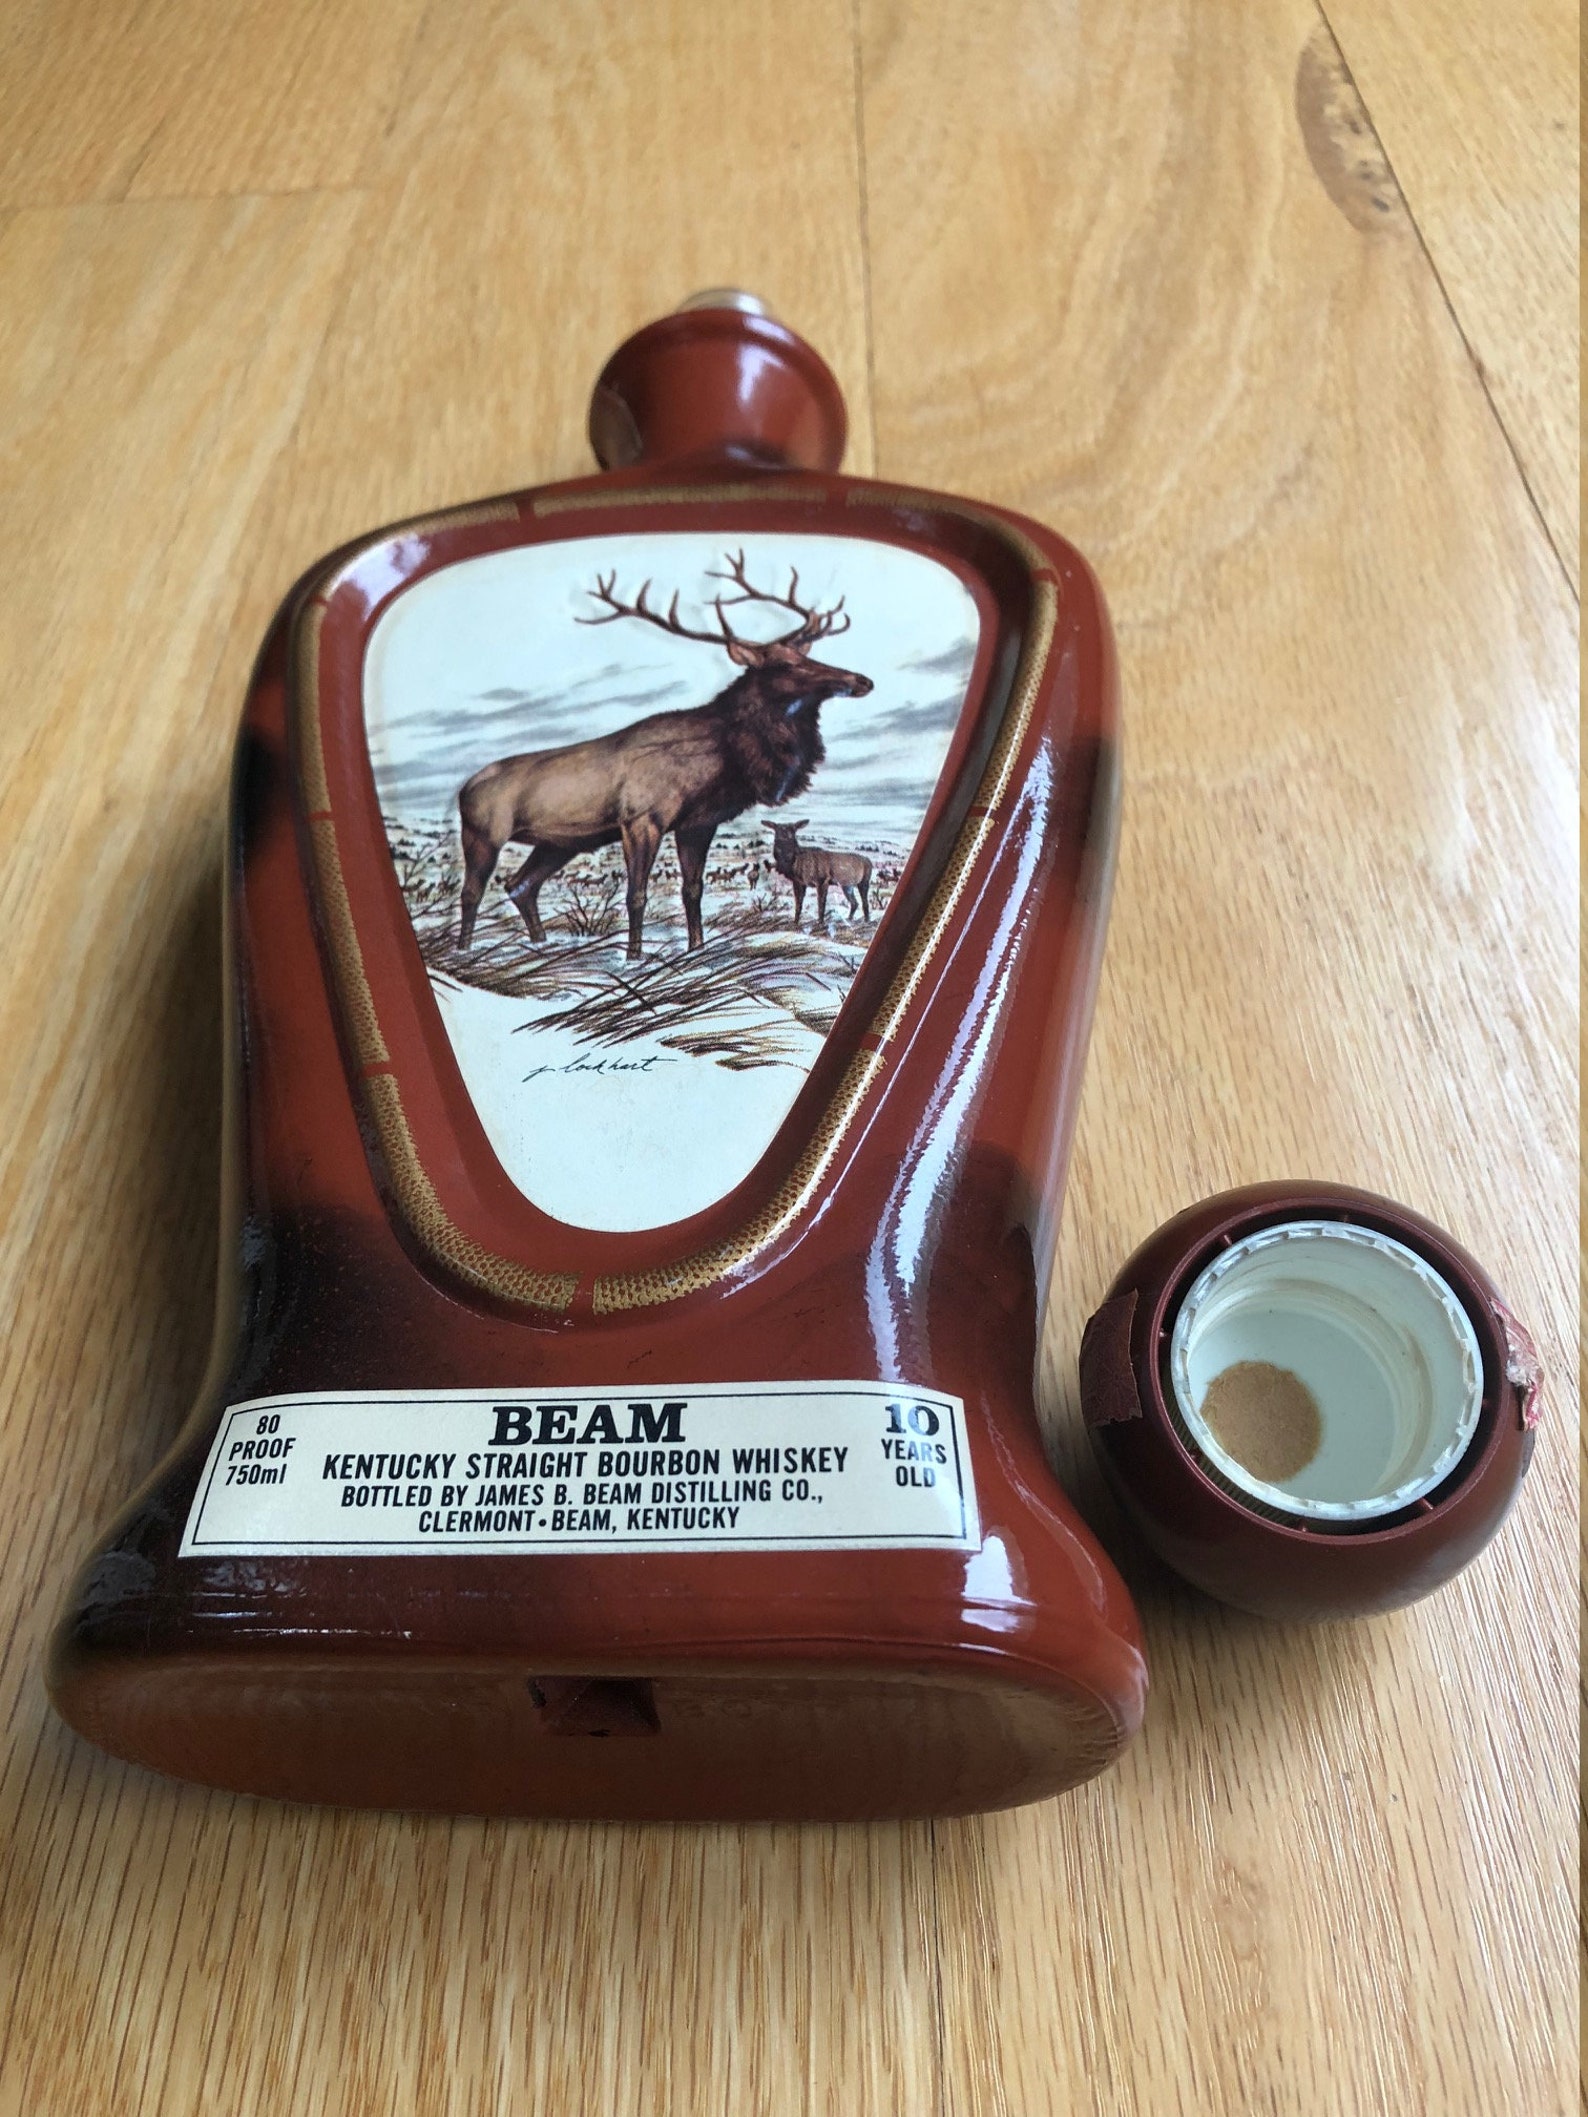 J Lockhart
80
PROOF
750ml
BEAM
KENTUCKY STRAIGHT BOURBON WHISKEY
BOTTLED BY JAMES B. BEAM DISTILLING CO.,
CLERMONT • BEAM, KENTUCKY
10
YEARS
OLD